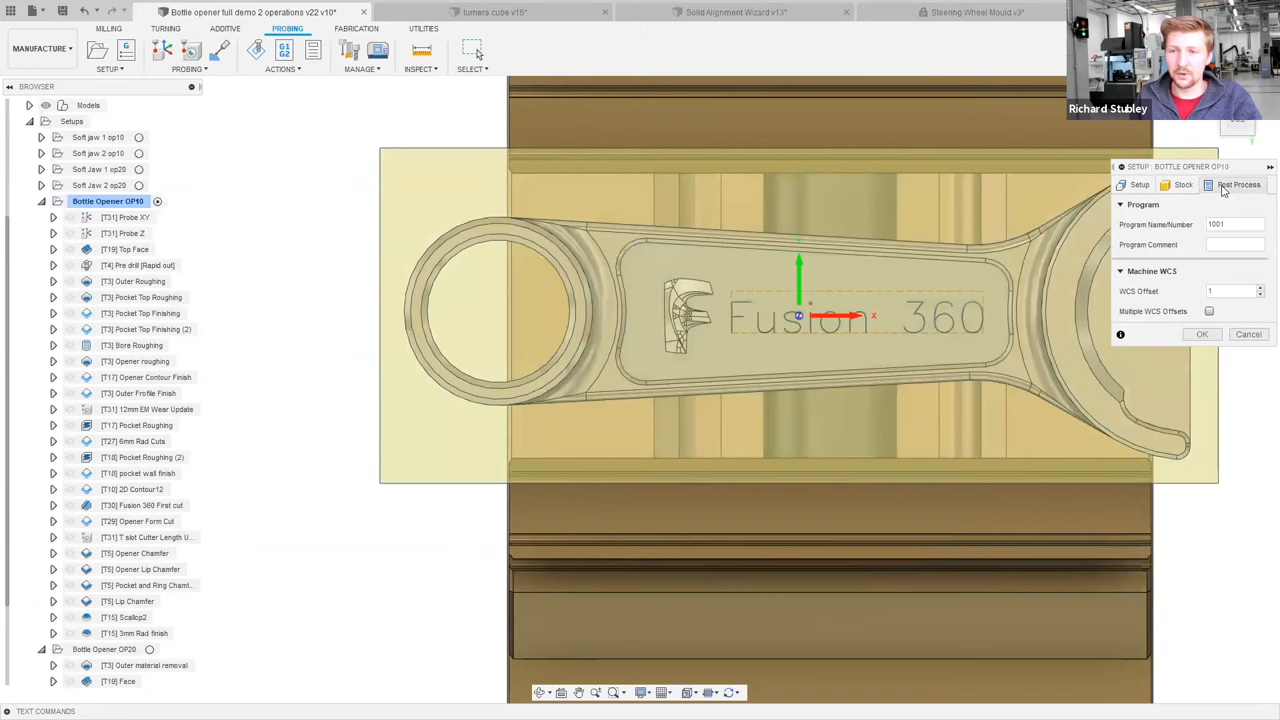 Bottle opener full demo 2 operations v22 v10*
turners cube v15*
Solid Alignment Wizard v13*
Steering Wheel Mould v3*
MILLING TURNING ADDITIVE PROBING FABRICATION UTILITIES
MANUFACTURE
G
G1
G2
SETUP PROBING ACTIONS MANAGE INSPECT SELECT
BROWSER
Models
Setups
Soft jaw 1 op10
Soft jaw 2 op10
Soft Jaw 1 op20
Soft Jaw 2 op20
Bottle Opener OP10
[T31] Probe XY
[T31] Probe Z
[T19] Top Face
[T4] Pre drill [Rapid out]
[T3] Outer Roughing
[T3] Pocket Top Roughing
[T3] Pocket Top Finishing
[T3] Pocket Top Finishing (2)
[T3] Bore Roughing
[T3] Opener roughing
[T17] Opener Contour Finish
[T3] Outer Frofile Finish
[T31] 12mm EM Wear Update
[T17] Pocket Roughing
[T27] 6mm Rad Cuts
[T18] Pocket Roughing (2)
[T18] pocket wall finish
[T10] 2D Contour12
[T30] Fusion 360 First cut
[T29] Opener Form Cut
[T31] T slot Cutter Length U...
[T5] Opener Chamfer
[T5] Opener Lip Chamfer
[T5] Pocket and Ring Chamf...
[T5] Lip Chamfer
[T15] Scallop2
[T15] 3mm Rad finish
Bottle Opener OP20
[T3] Outer material removal
[T19] Face
TEXT COMMANDS
Fusion 360
X
Y
Richard Stubley
SETUP : BOTTLE OPENER OP10
Setup Stock Post Process
Program
Program Name/Number 1001
Program Comment
Machine WCS
WCS Offset 1
Multiple WCS Offsets
OK Cancel